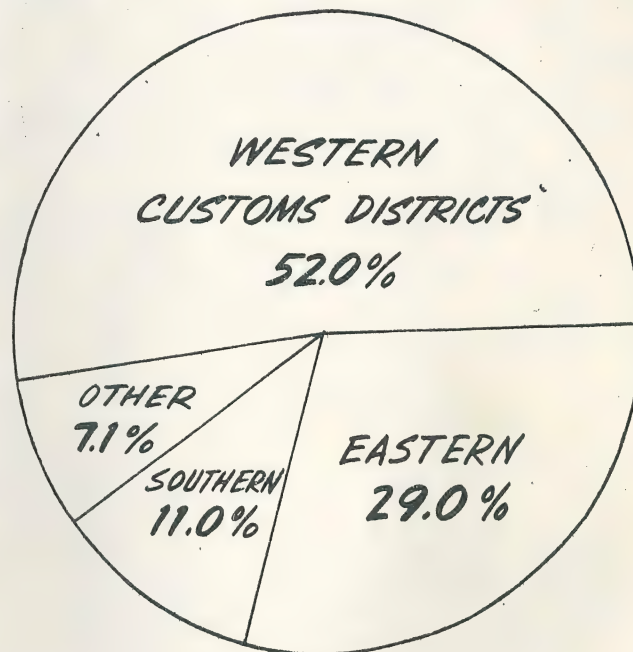 WESTERN
CUSTOMS DISTRICTS
52.0%
OTHER
7.1%
SOUTHERN
11.0%
EASTERN
29.0%